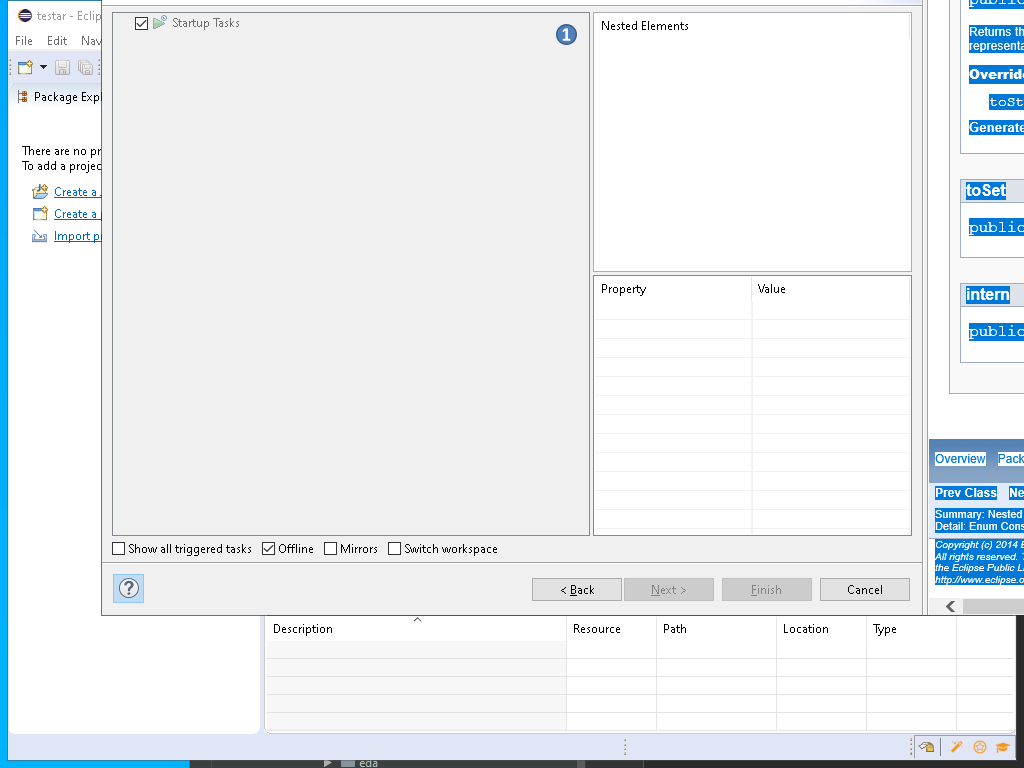 testar - Eclip
File Edit Nav
Package Expl
There are no pr
To add a projec
Create a
Create a
Import pr
Startup Tasks
1
Nested Elements
Property Value
Show all triggered tasks Offline Mirrors Switch workspace
?
< Back Next > Finish Cancel
Description Resource Path Location Type
eda
public
Returns th
representa
Override
toSt
Generate
toSet
public
intern
public
Overview Pack
Prev Class Ne
Summary: Nested
Detail: Enum Cons
Copyright (c) 2014 E
All rights reserved. T
the Eclipse Public La
http://www.eclipse.o